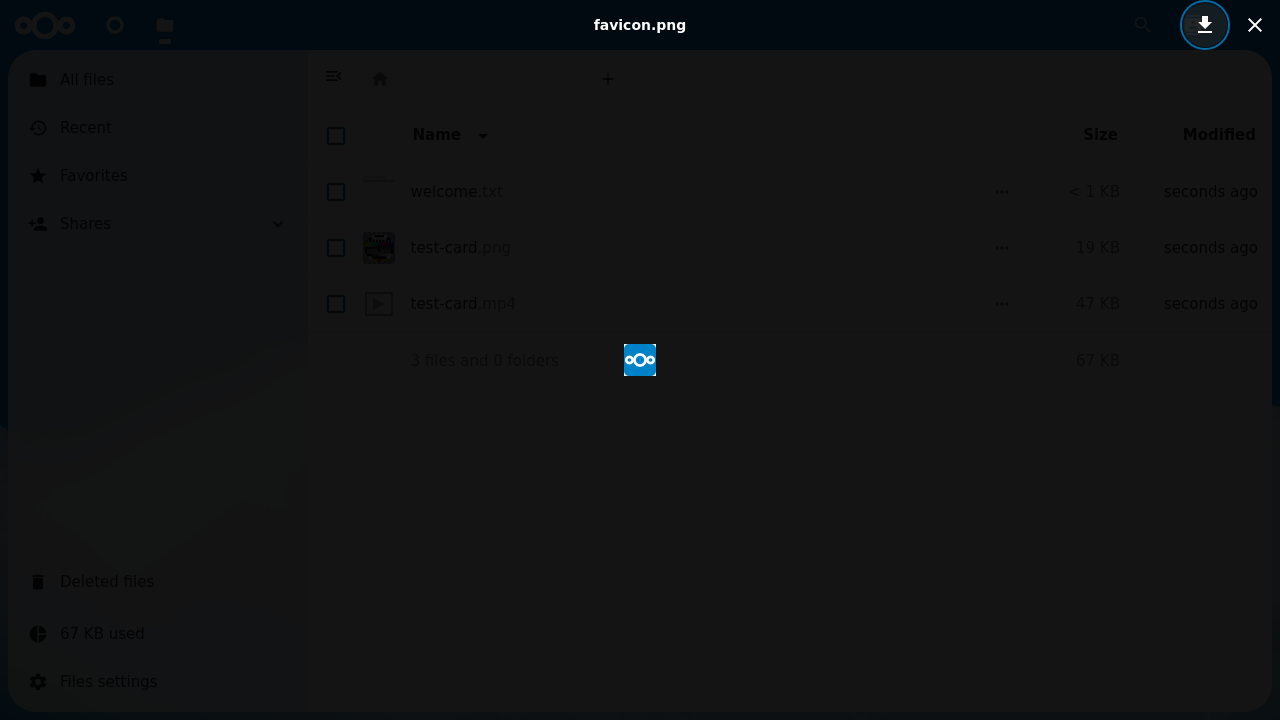 favicon.png
All files
Recent
Favorites
Shares
Name
Size
Modified
welcome.txt
< 1 KB
seconds ago
test-card.png
19 KB
seconds ago
test-card.mp4
47 KB
seconds ago
3 files and 0 folders
67 KB
Deleted files
67 KB used
Files settings